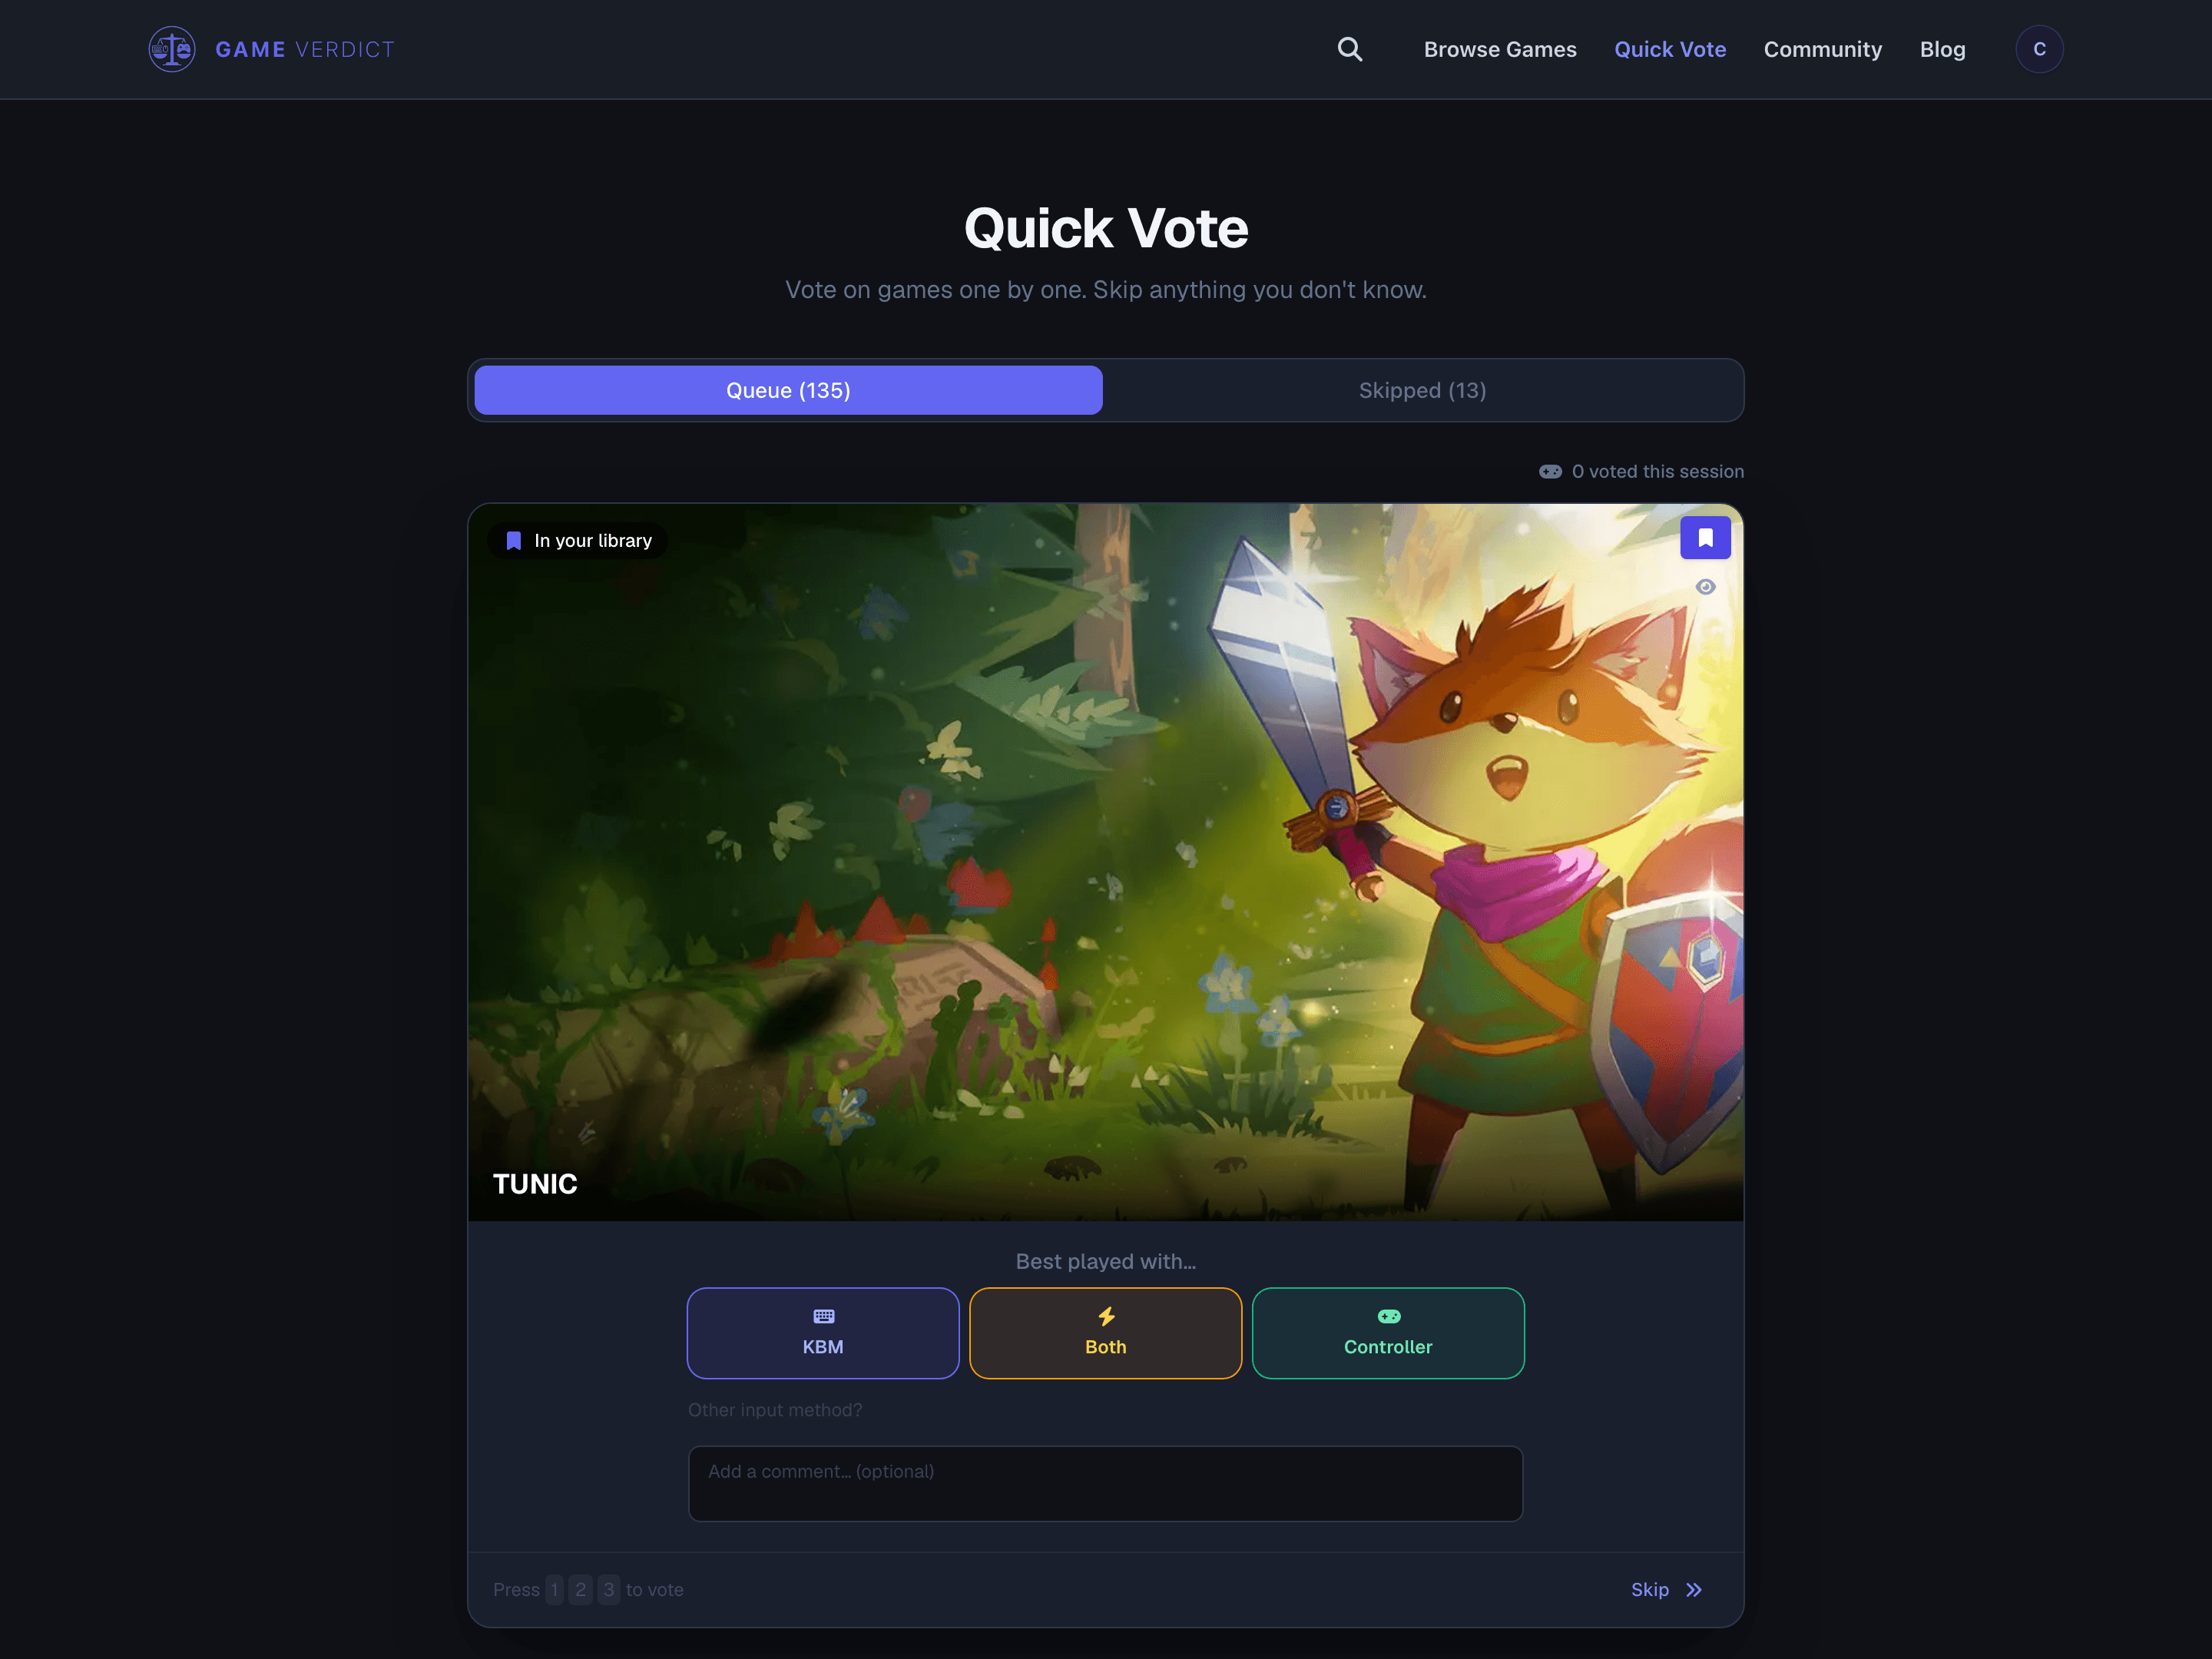 GAME VERDICT
Browse Games
Quick Vote
Community
Blog
C
Quick Vote
Vote on games one by one. Skip anything you don't know.
Queue (135)
Skipped (13)
0 voted this session
In your library
TUNIC
Best played with...
KBM
Both
Controller
Other input method?
Add a comment... (optional)
Press 1 2 3 to vote
Skip